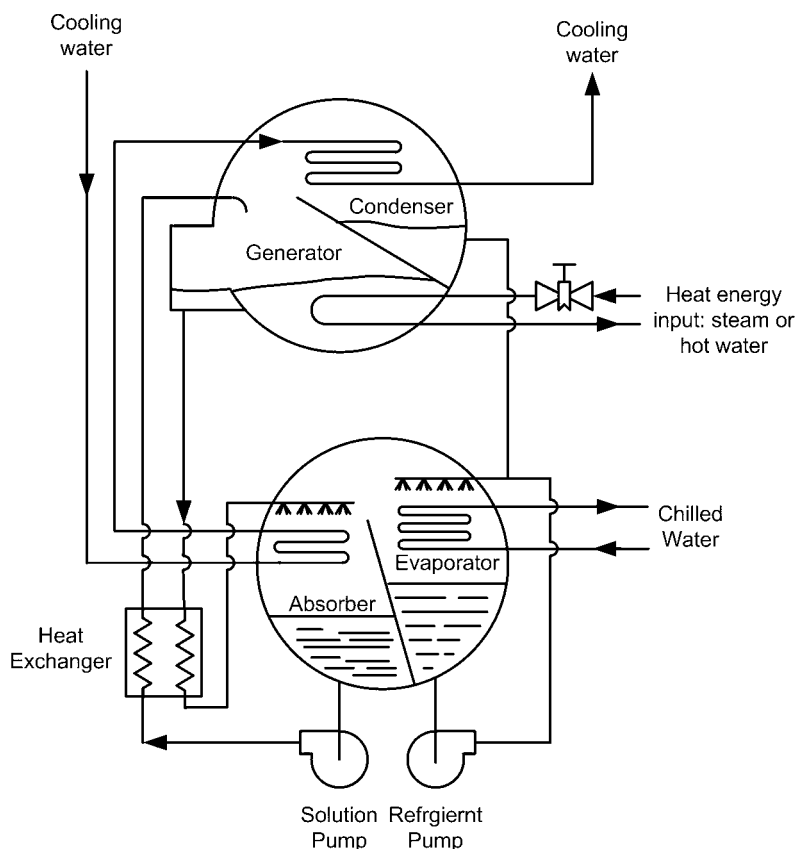 Cooling
water
Cooling
water
Condenser
Generator
Heat energy
input: steam or
hot water
Chilled
Water
Evaporator
Absorber
Heat
Exchanger
Solution
Pump
Refrgiernt
Pump